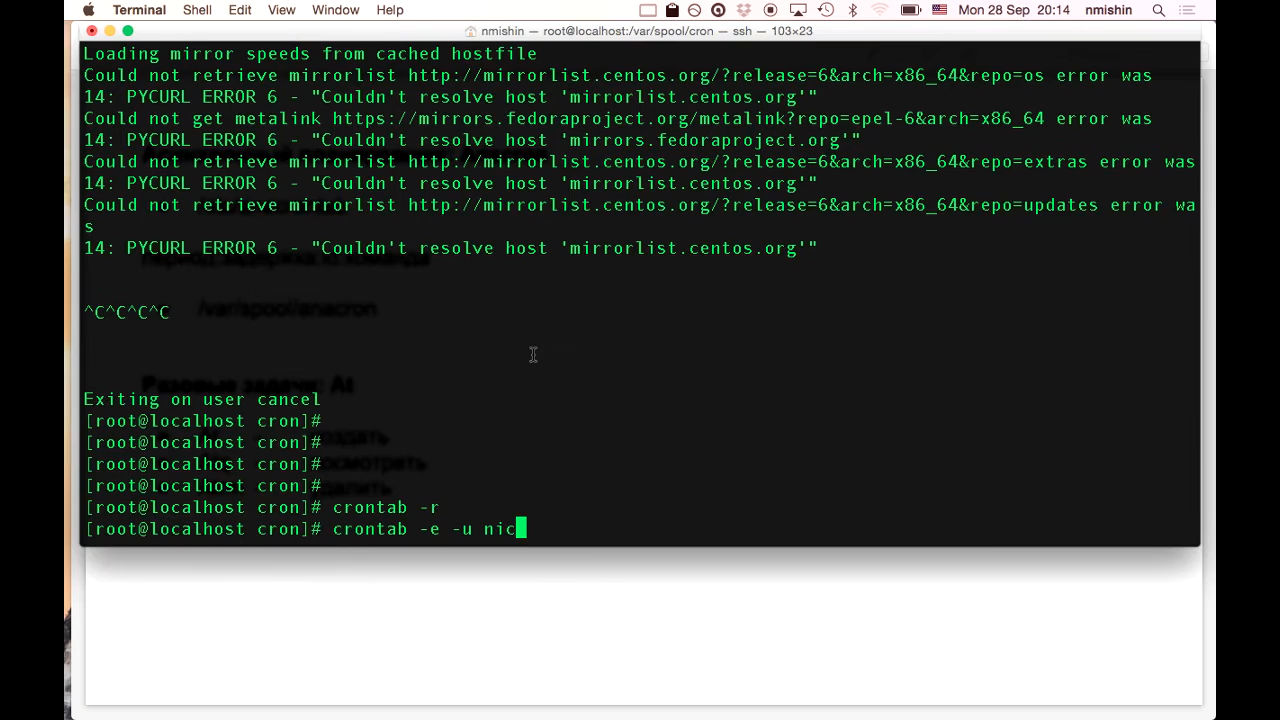 Terminal Shell Edit View Window Help Mon 28 Sep 20:14 nmishin
nmishin — root@localhost:/var/spool/cron — ssh — 103×23
Loading mirror speeds from cached hostfile
Could not retrieve mirrorlist http://mirrorlist.centos.org/?release=6&arch=x86_64&repo=os error was
14: PYCURL ERROR 6 - "Couldn't resolve host 'mirrorlist.centos.org'"
Could not get metalink https://mirrors.fedoraproject.org/metalink?repo=epel-6&arch=x86_64 error was
14: PYCURL ERROR 6 - "Couldn't resolve host 'mirrors.fedoraproject.org'"
Could not retrieve mirrorlist http://mirrorlist.centos.org/?release=6&arch=x86_64&repo=extras error was
14: PYCURL ERROR 6 - "Couldn't resolve host 'mirrorlist.centos.org'"
Could not retrieve mirrorlist http://mirrorlist.centos.org/?release=6&arch=x86_64&repo=updates error wa
s
14: PYCURL ERROR 6 - "Couldn't resolve host 'mirrorlist.centos.org'"
^C^C^C^C
/var/spool/anacron
Разовые задачи: At
Exiting on user cancel
[root@localhost cron]#
[root@localhost cron]#
[root@localhost cron]#
[root@localhost cron]#
[root@localhost cron]# crontab -r
[root@localhost cron]# crontab -e -u nic